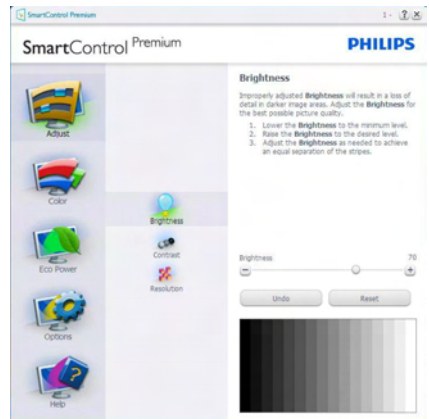 SmartControl Premium
1 -
?
SmartControl Premium
PHILIPS
Adjust
Color
Eco Power
Options
Help
Brightness
Contrast
Resolution
Brightness
Improperly adjusted Brightness will result in a loss of
detail in darker image areas. Adjust the Brightness for
the best possible picture quality.
1. Lower the Brightness to the minimum level.
2. Raise the Brightness to the desired level.
3. Adjust the Brightness as needed to achieve
an equal separation of the stripes.
Brightness 70
Undo Reset